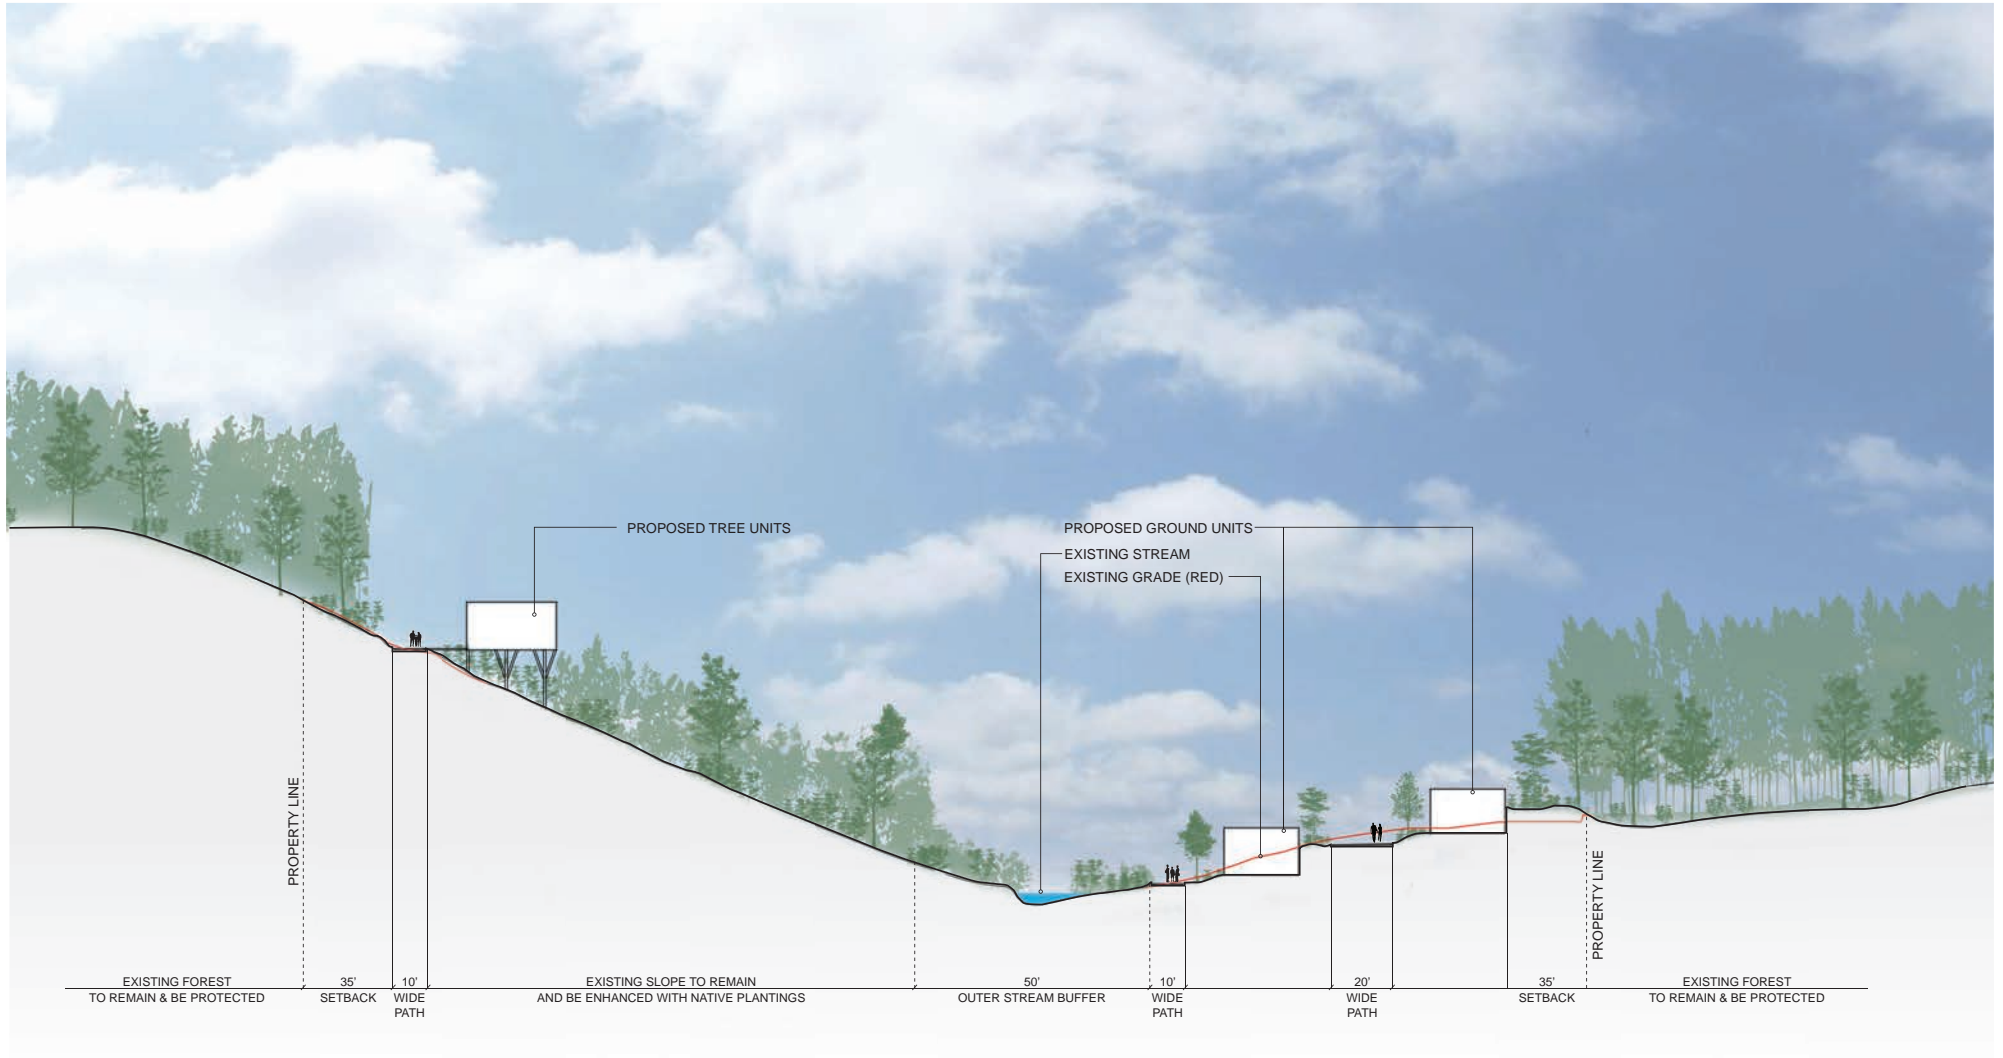 PROPOSED TREE UNITS
PROPOSED GROUND UNITS
EXISTING STREAM
EXISTING GRADE (RED)
PROPERTY LINE
PROPERTY LINE
EXISTING FOREST
TO REMAIN & BE PROTECTED
35'
SETBACK
10'
WIDE
PATH
EXISTING SLOPE TO REMAIN
AND BE ENHANCED WITH NATIVE PLANTINGS
50'
OUTER STREAM BUFFER
10'
WIDE
PATH
20'
WIDE
PATH
35'
SETBACK
EXISTING FOREST
TO REMAIN & BE PROTECTED